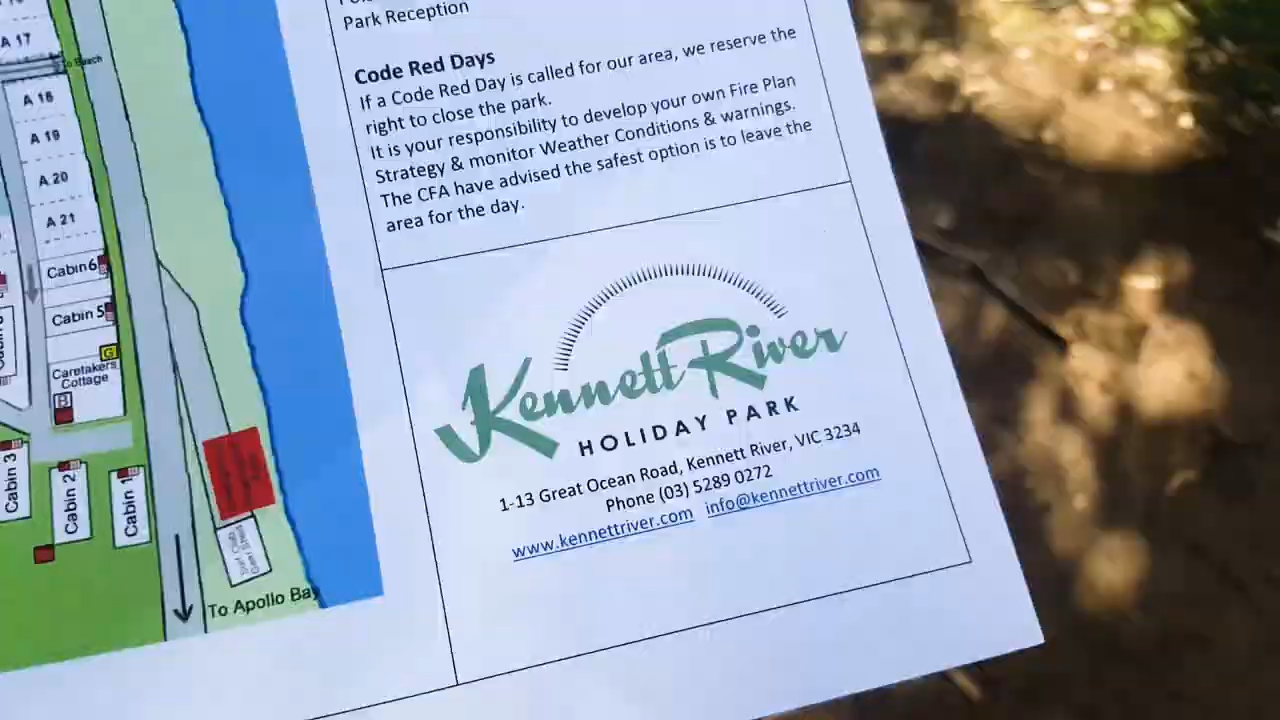 A 17
To Beach
A 18
A 19
A 20
A 21
Cabin 6
Cabin 5
G
Caretakers
Cottage
Cabin 3
Cabin 2
Cabin 1
To Apollo Bay
Park Reception
Code Red Days
If a Code Red Day is called for our area, we reserve the
right to close the park.
It is your responsibility to develop your own Fire Plan
Strategy & monitor Weather Conditions & warnings.
The CFA have advised the safest option is to leave the
area for the day.
Kennett River
HOLIDAY PARK
1-13 Great Ocean Road, Kennett River, VIC 3234
Phone (03) 5289 0272
www.kennettriver.com info@kennettriver.com